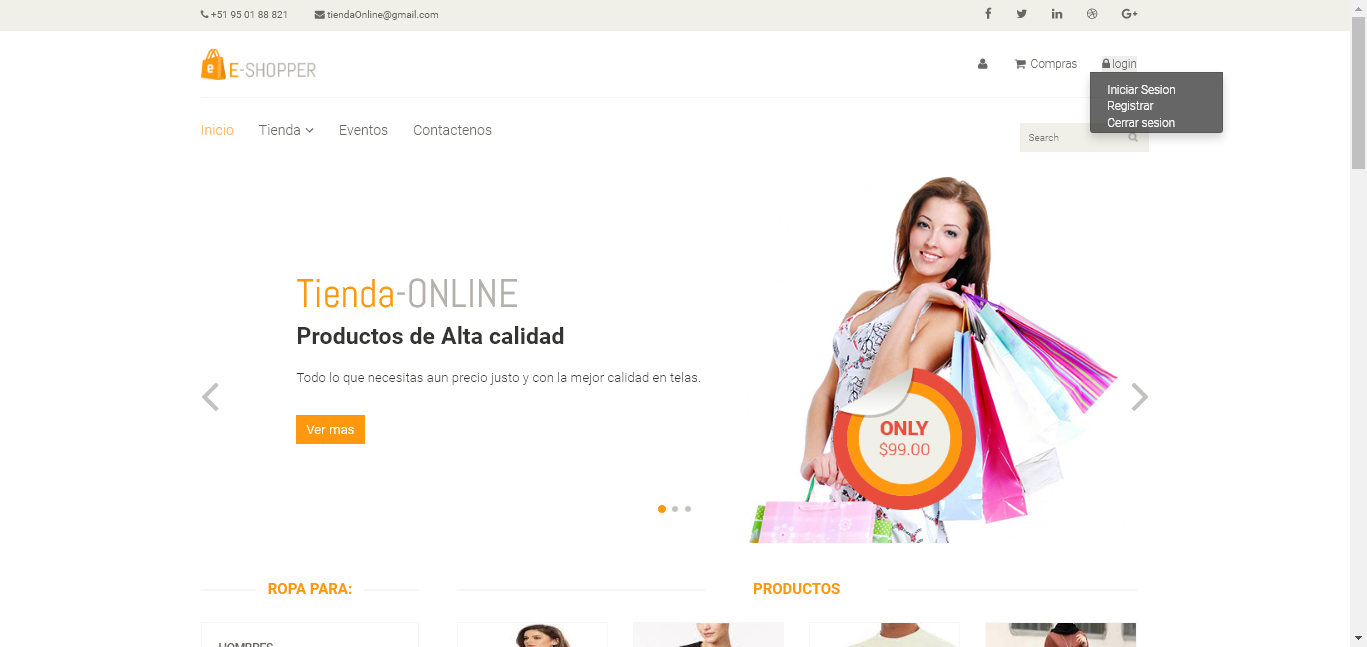 +51 95 01 88 821 tiendaOnline@gmail.com
e E-SHOPPER
Compras login
Iniciar Sesion
Registrar
Cerrar sesion
Inicio Tienda Eventos Contactenos
Search
Tienda-ONLINE
Productos de Alta calidad
Todo lo que necesitas aun precio justo y con la mejor calidad en telas.
Ver mas
ONLY
$99.00
ROPA PARA: PRODUCTOS
HOMBRES